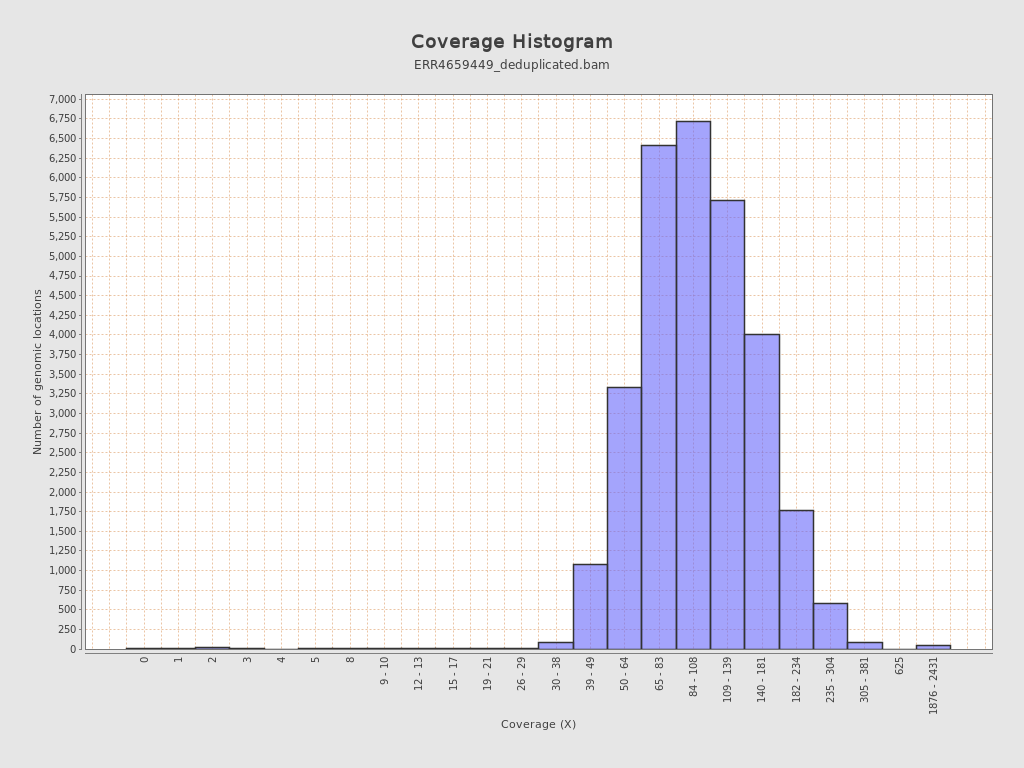 Coverage Histogram
ERR4659449_deduplicated.bam
Number of genomic locations
7,000
6,750
6,500
6,250
6,000
5,750
5,500
5,250
5,000
4,750
4,500
4,250
4,000
3,750
3,500
3,250
3,000
2,750
2,500
2,250
2,000
1,750
1,500
1,250
1,000
750
500
250
0
0
1
2
3
4
5
8
9 - 10
12 - 13
15 - 17
19 - 21
26 - 29
30 - 38
39 - 49
50 - 64
65 - 83
84 - 108
109 - 139
140 - 181
182 - 234
235 - 304
305 - 381
625
1876 - 2431
Coverage (X)